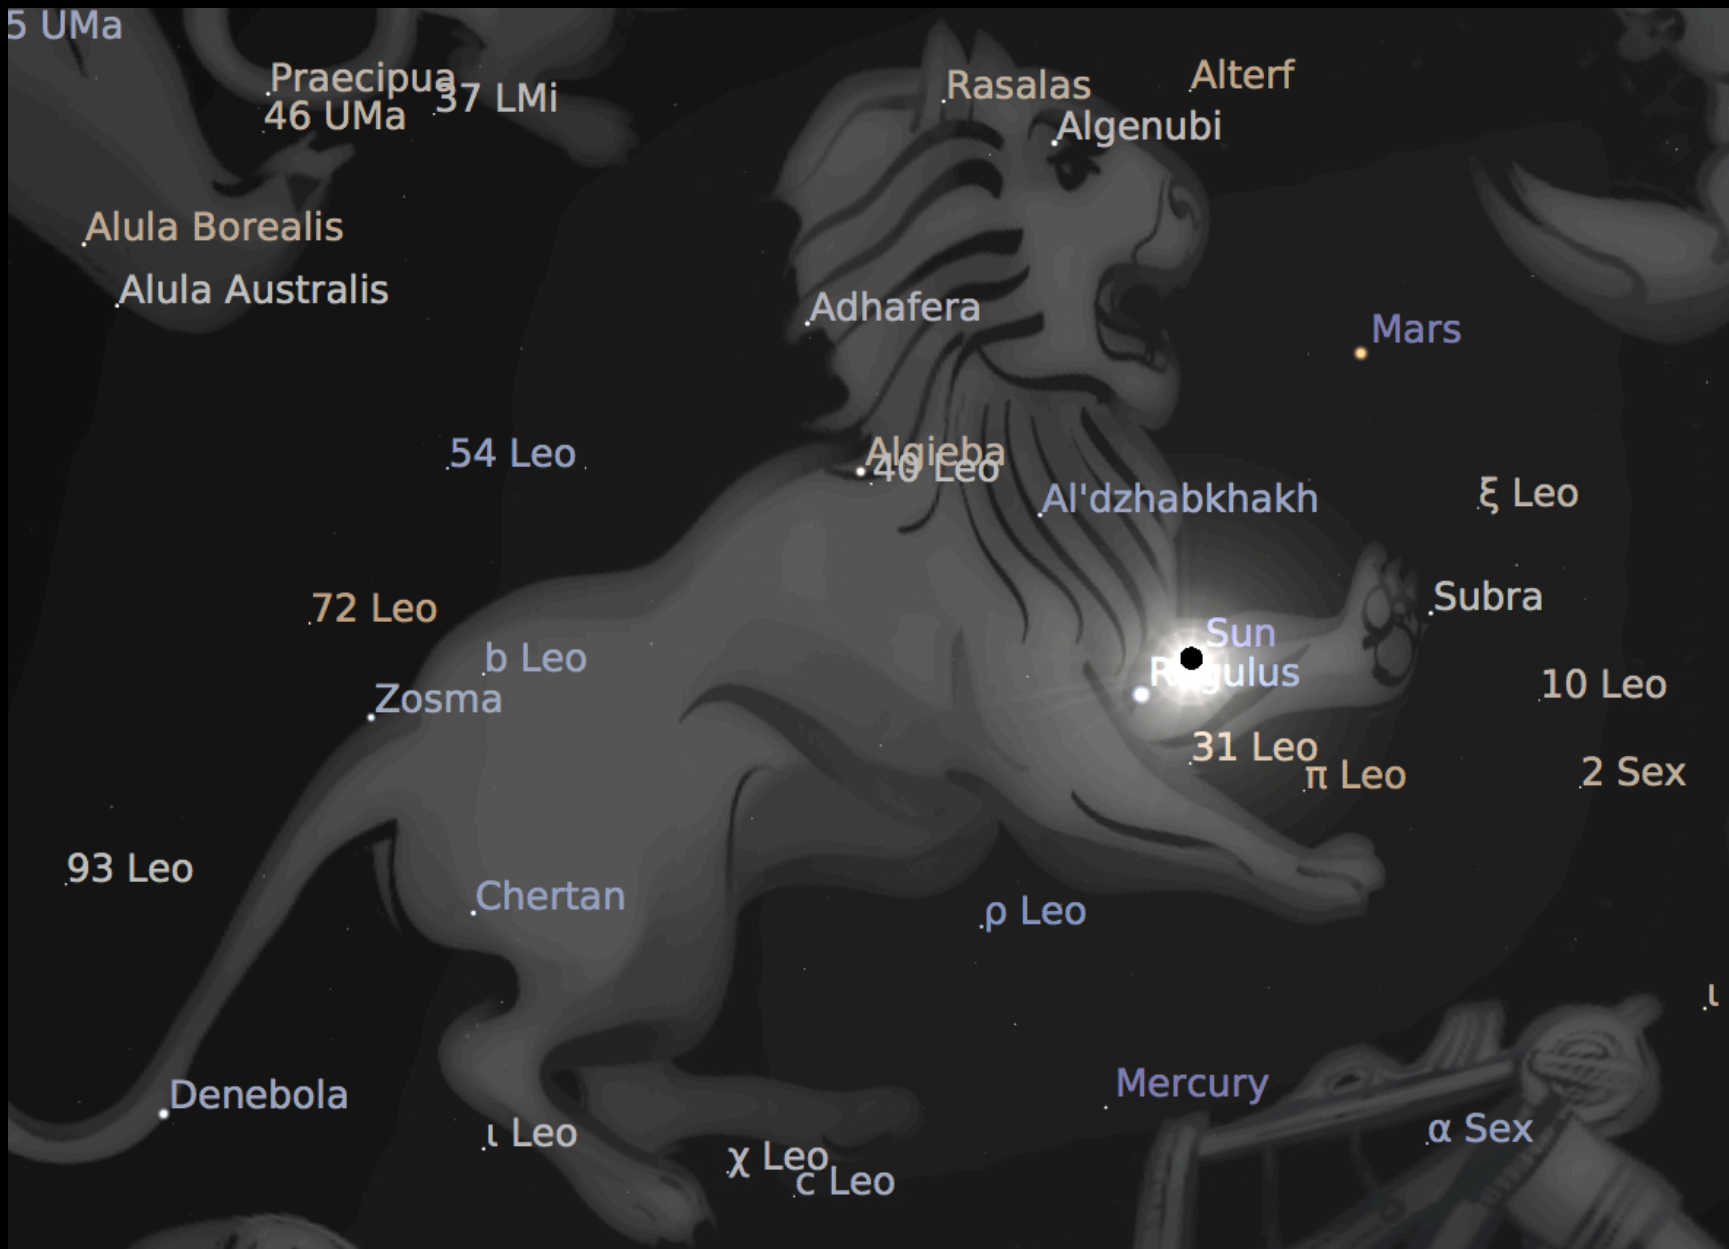 5 UMa
Praecipua
37 LMi
46 UMa
Rasalas
Alterf
Algenubi
Alula Borealis
Alula Australis
Adhafera
Mars
54 Leo
Algieba
40 Leo
Al'dzhabkhakh
ξ Leo
72 Leo
Subra
Sun
b Leo
Regulus
Zosma
10 Leo
31 Leo
π Leo
2 Sex
93 Leo
Chertan
ρ Leo
ι
Denebola
Mercury
ι Leo
α Sex
χ Leo
c Leo